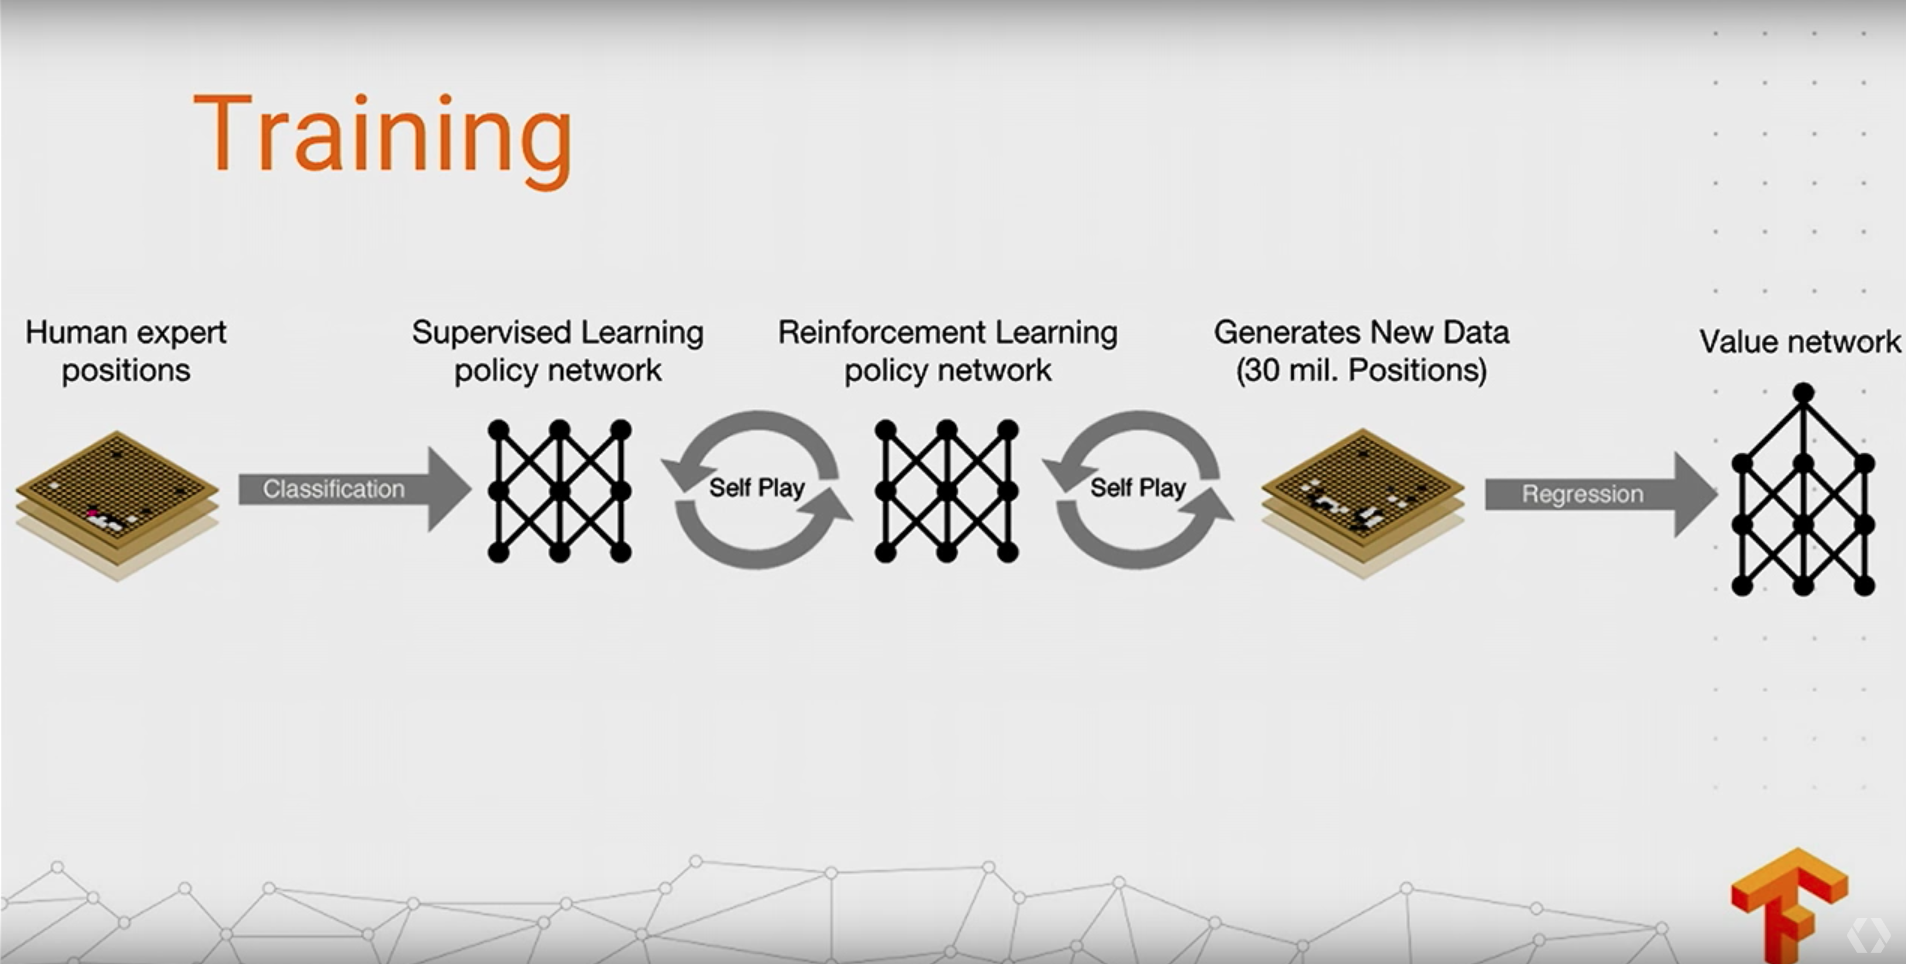 Training
Human expert
positions
Supervised Learning
policy network
Reinforcement Learning
policy network
Generates New Data
(30 mil. Positions)
Value network
Classification
Self Play
Self Play
Regression